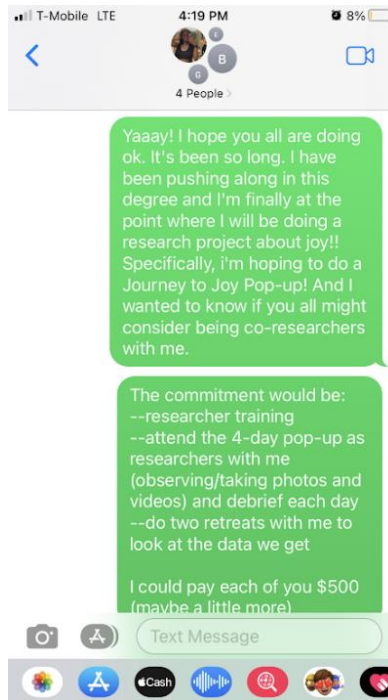 T-Mobile LTE 4:19 PM 8%
E
B
G
4 People
Yaaay! I hope you all are doing
ok. It's been so long. I have
been pushing along in this
degree and I'm finally at the
point where I will be doing a
research project about joy!!
Specifically, i'm hoping to do a
Journey to Joy Pop-up! And I
wanted to know if you all might
consider being co-researchers
with me.
The commitment would be:
--researcher training
--attend the 4-day pop-up as
researchers with me
(observing/taking photos and
videos) and debrief each day
--do two retreats with me to
look at the data we get
I could pay each of you $500
(maybe a little more)
Text Message
Cash